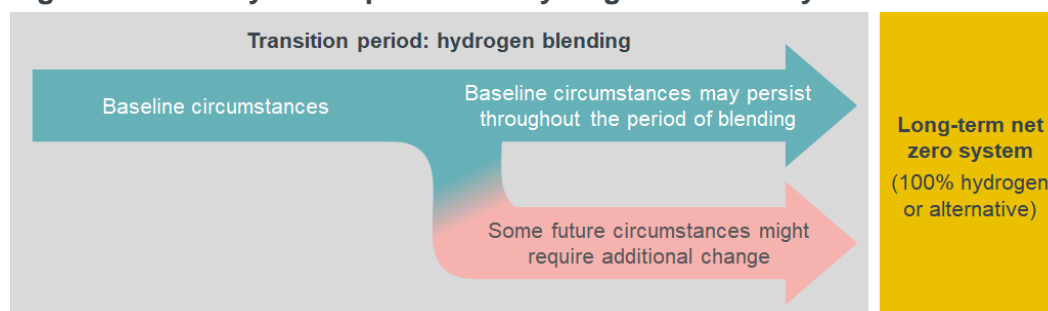 Transition period: hydrogen blending
Baseline circumstances
Baseline circumstances may persist
throughout the period of blending
Some future circumstances might
require additional change
Long-term net
zero system
(100% hydrogen
or alternative)